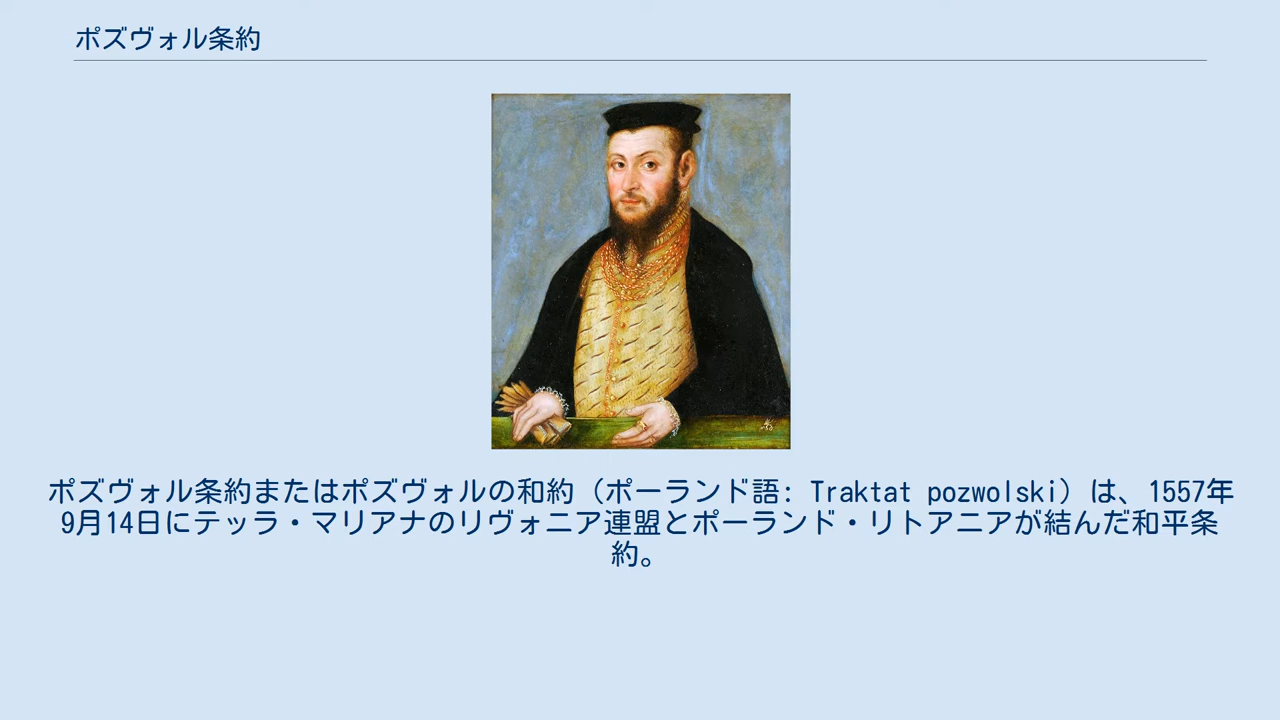 ポズヴォル条約
ポズヴォル条約またはポズヴォルの和約（ポーランド語: Traktat pozwolski）は、1557年
9月14日にテッラ・マリアナのリヴォニア連盟とポーランド・リトアニアが結んだ和平条
約。